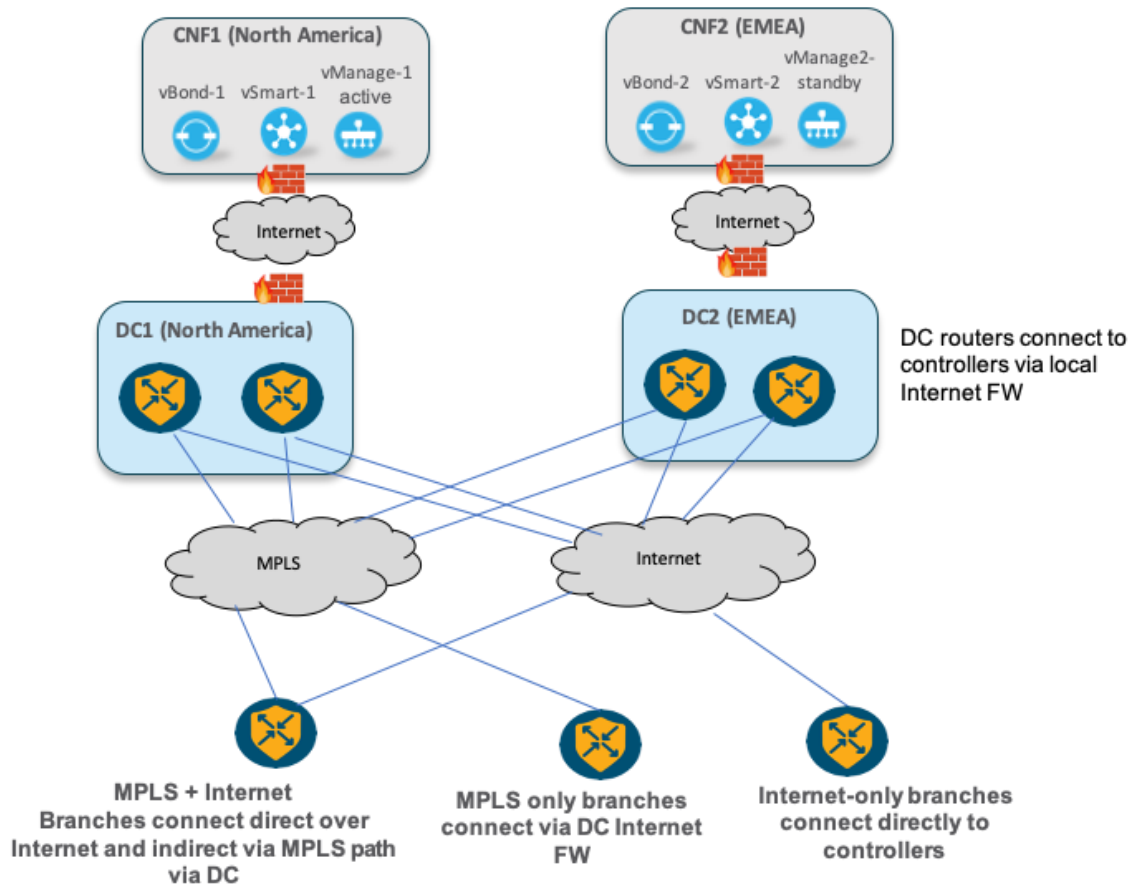 CNF1 (North America)
vBond-1
vSmart-1
vManage-1
active
CNF2 (EMEA)
vBond-2
vSmart-2
vManage2-
standby
Internet
Internet
DC1 (North America)
DC2 (EMEA)
DC routers connect to
controllers via local
Internet FW
MPLS
Internet
MPLS + Internet
Branches connect direct over
Internet and indirect via MPLS path
via DC
MPLS only branches
connect via DC Internet
FW
Internet-only branches
connect directly to
controllers